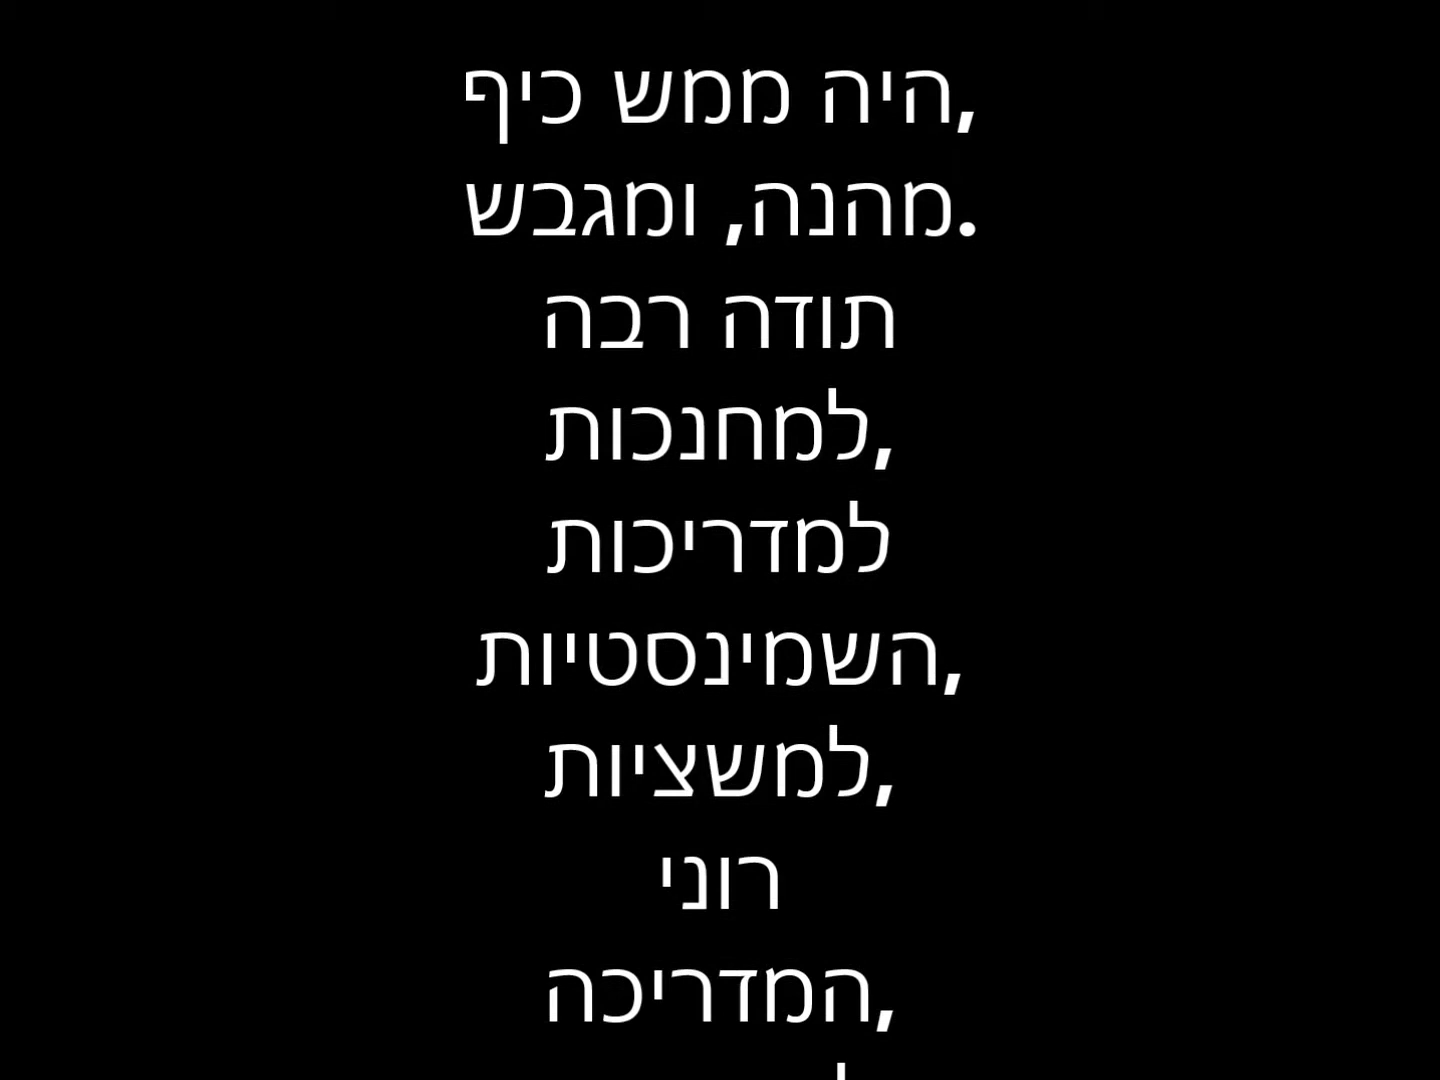 היה ממש כיף,
מהנה, ומגבש.
תודה רבה
למחנכות,
למדריכות
השמינסטיות,
למשציות,
רוני
המדריכה,